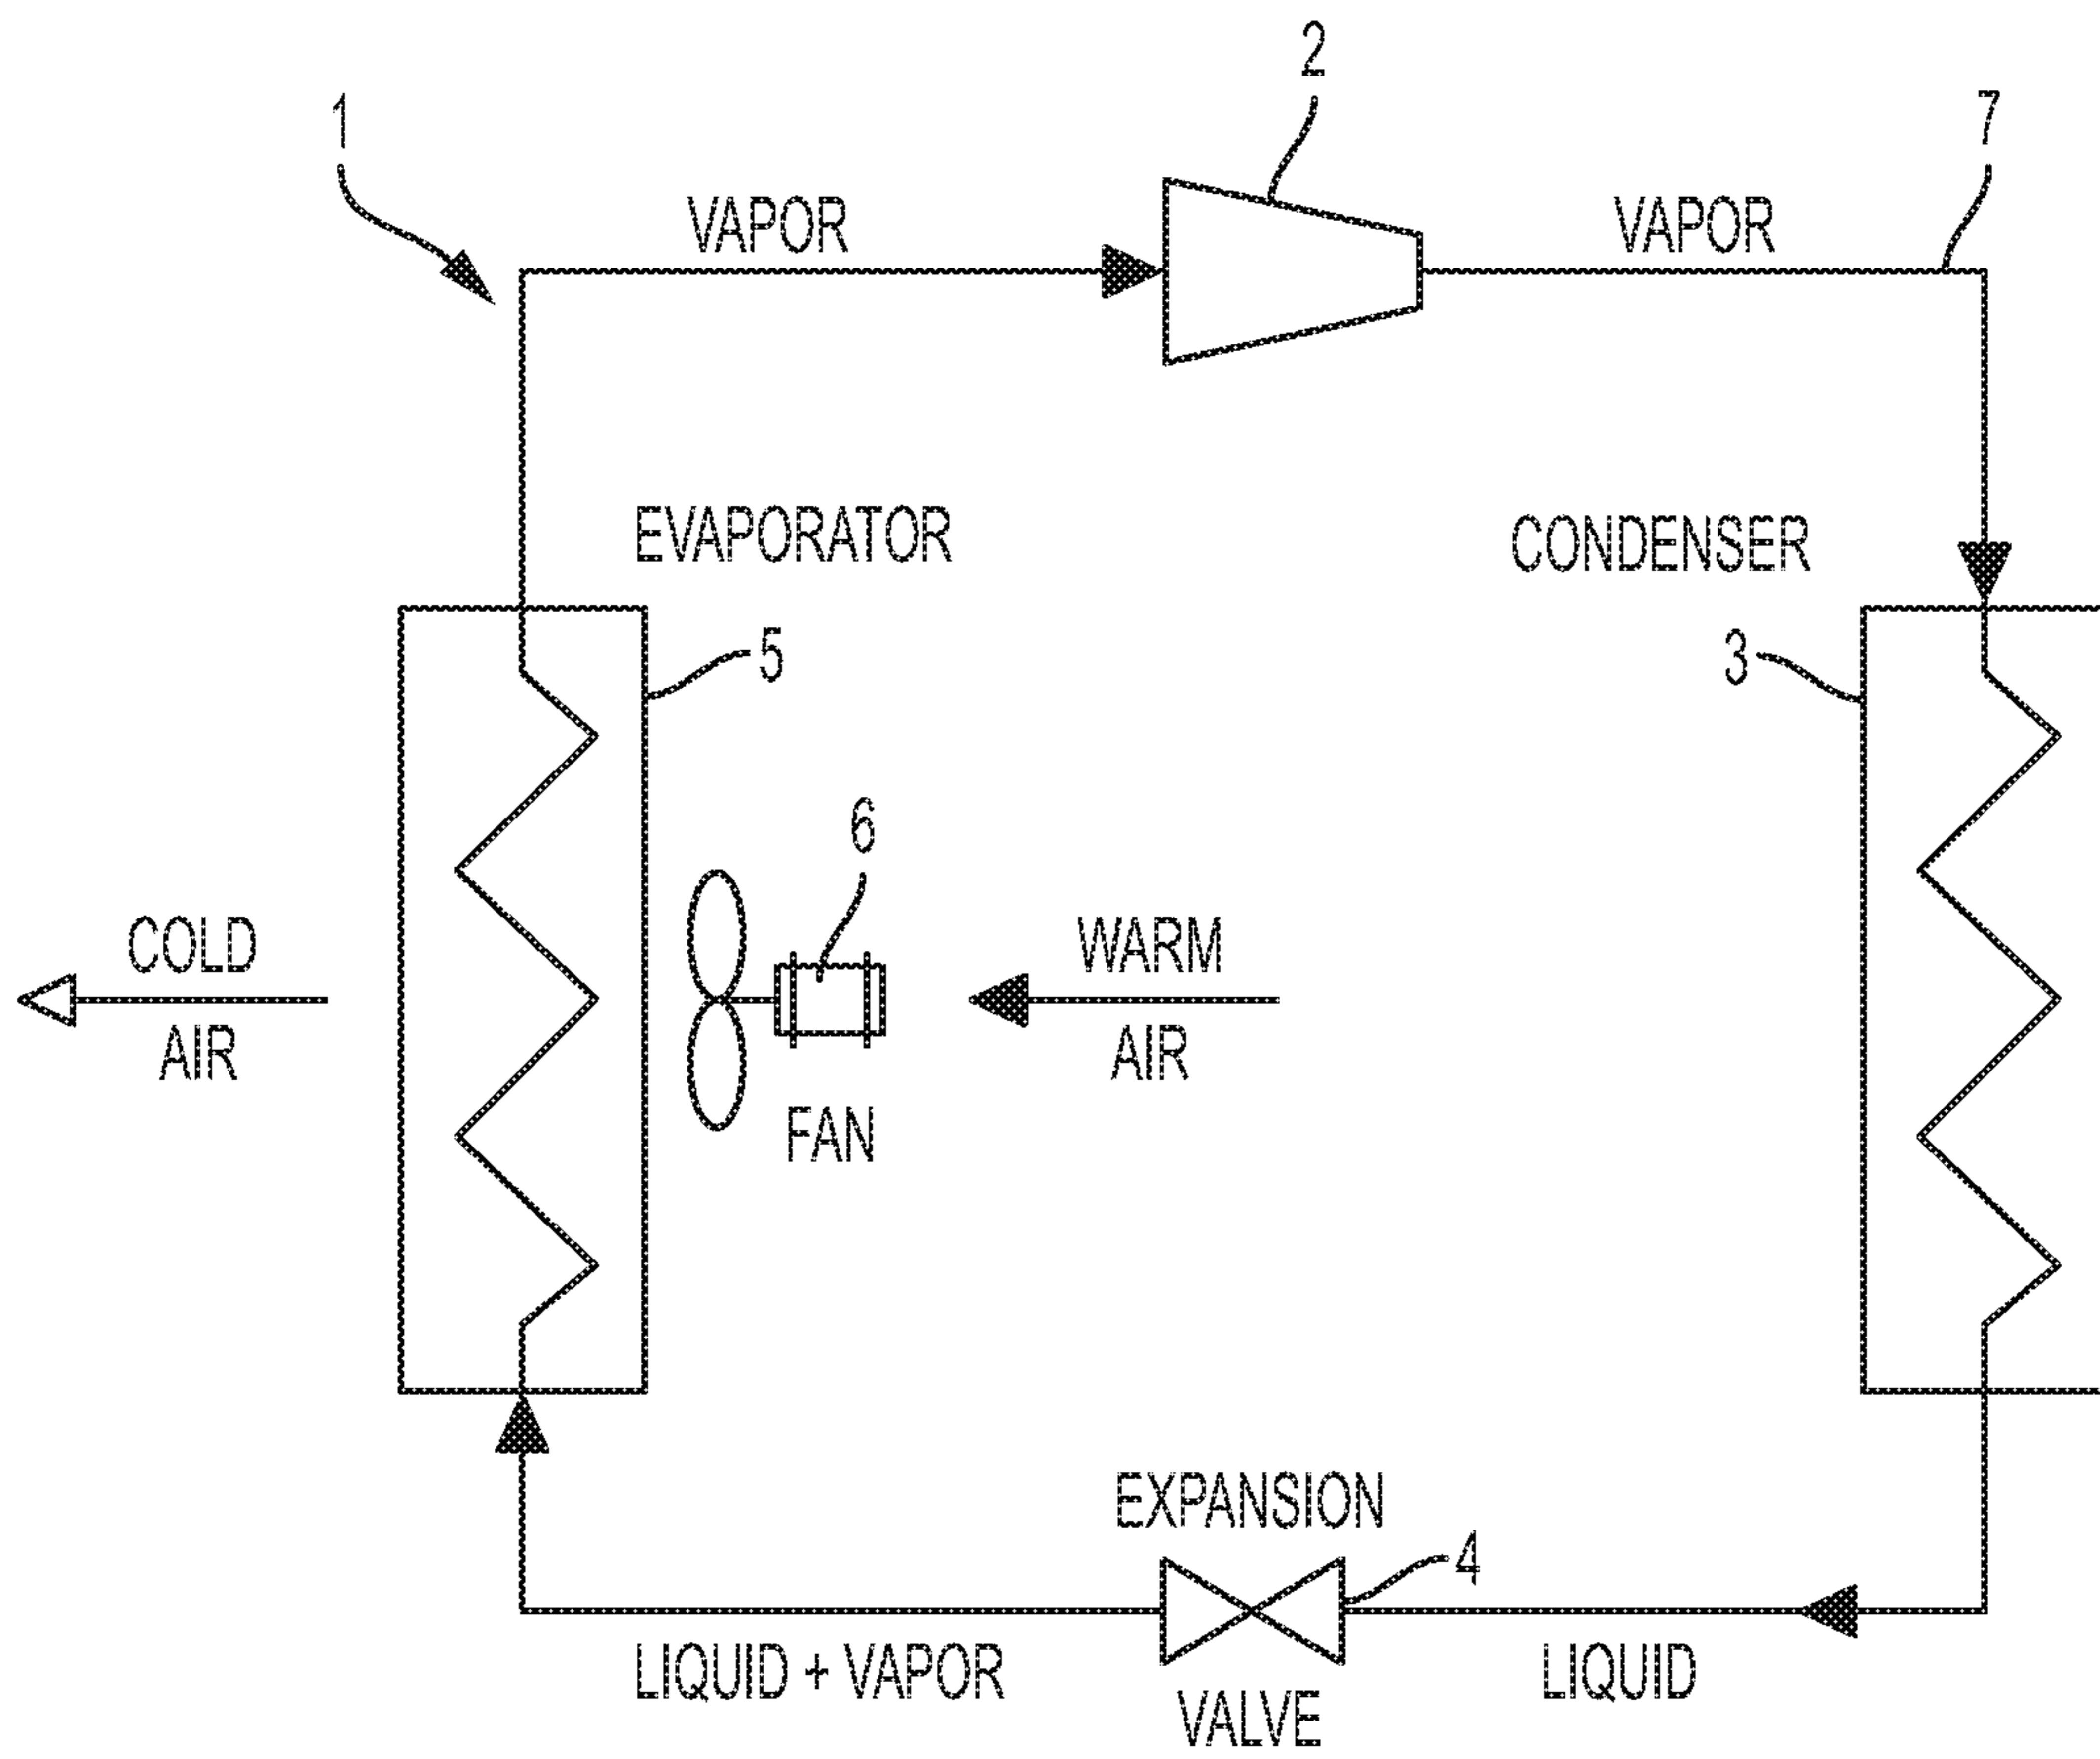 2
1
7
VAPOR
VAPOR
EVAPORATOR
CONDENSER
5
3
6
COLD
AIR
WARM
AIR
FAN
EXPANSION
4
LIQUID + VAPOR
LIQUID
VALVE